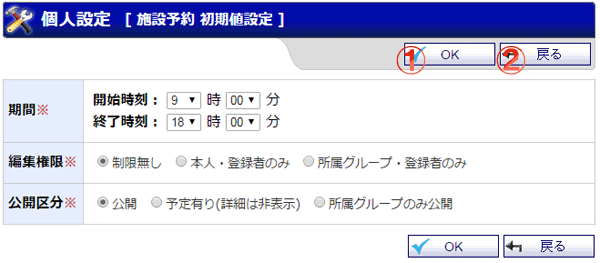 個人設定 [ 施設予約 初期値設定 ]
① OK ② 戻る
期間※ 開始時刻： 9 時 00 分
終了時刻： 18 時 00 分
編集権限※ 制限無し 本人・登録者のみ 所属グループ・登録者のみ
公開区分※ 公開 予定有り(詳細は非表示) 所属グループのみ公開
OK 戻る